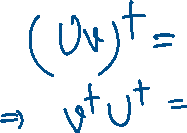 (Uv)† =
⇒ v† U† =